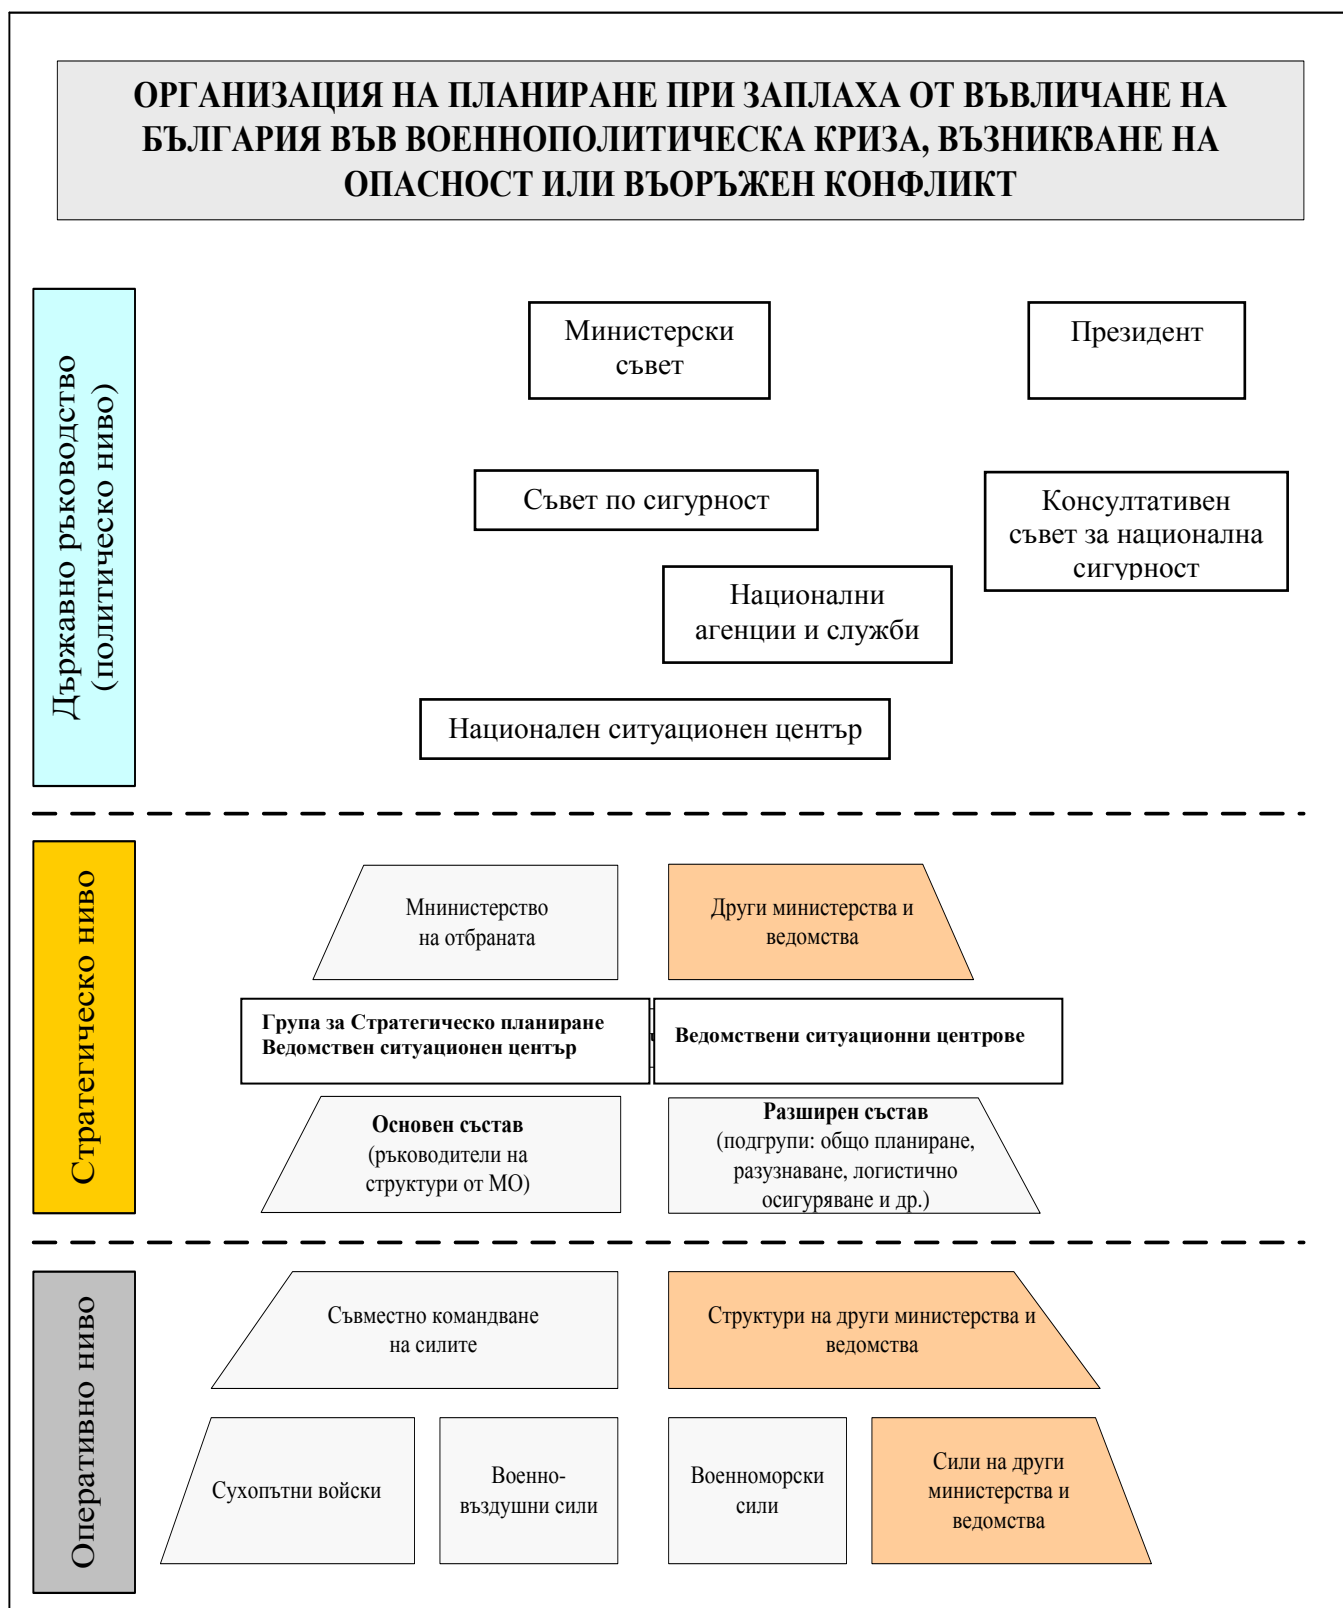 ОРГАНИЗАЦИЯ НА ПЛАНИРАНЕ ПРИ ЗАПЛАХА ОТ ВЪВЛИЧАНЕ НА
БЪЛГАРИЯ ВЪВ ВОЕННОПОЛИТИЧЕСКА КРИЗА, ВЪЗНИКВАНЕ НА
ОПАСНОСТ ИЛИ ВЪОРЪЖЕН КОНФЛИКТ
Държавно ръководство
(политическо ниво)
Министерски
съвет
Президент
Съвет по сигурност
Консултативен
съвет за национална
сигурност
Национални
агенции и служби
Национален ситуационен център
Стратегическо ниво
Мнинистерство
на отбраната
Други министерства и
ведомства
Група за Стратегическо планиране
Ведомствен ситуационен център
Ведомствени ситуационни центрове
Основен състав
(ръководители на
структури от МО)
Разширен състав
(подгрупи: общо планиране,
разузнаване, логистично
осигуряване и др.)
Оперативно ниво
Съвместно командване
на силите
Структури на други министерства и
ведомства
Сухопътни войски
Военно-
въздушни сили
Военноморски
сили
Сили на други
министерства и
ведомства